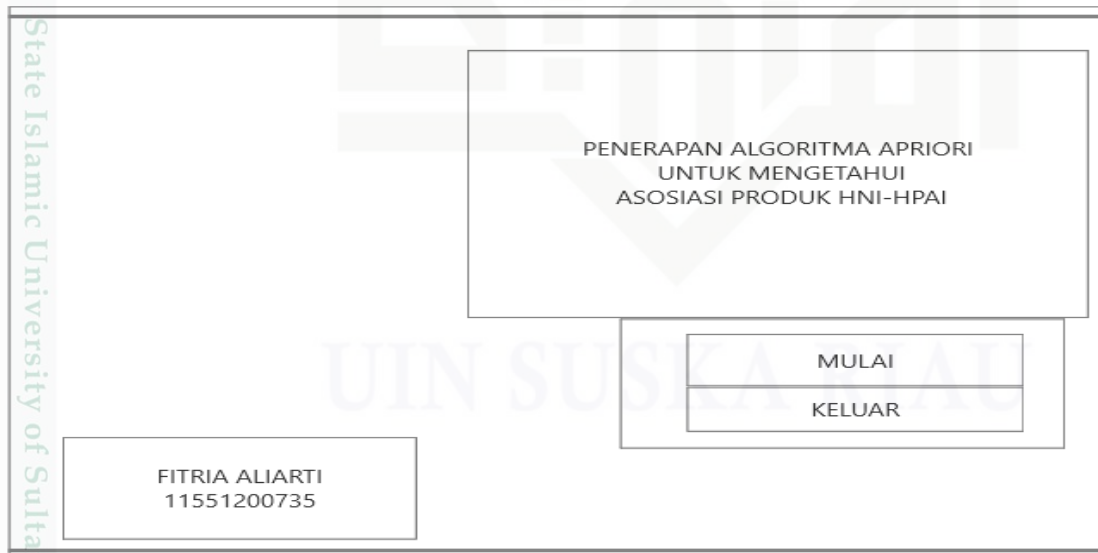 State Islamic University of Sulta
PENERAPAN ALGORITMA APRIORI
UNTUK MENGETAHUI
ASOSIASI PRODUK HNI-HPAI
UIN SUSKA RIAU
MULAI
KELUAR
FITRIA ALIARTI
11551200735